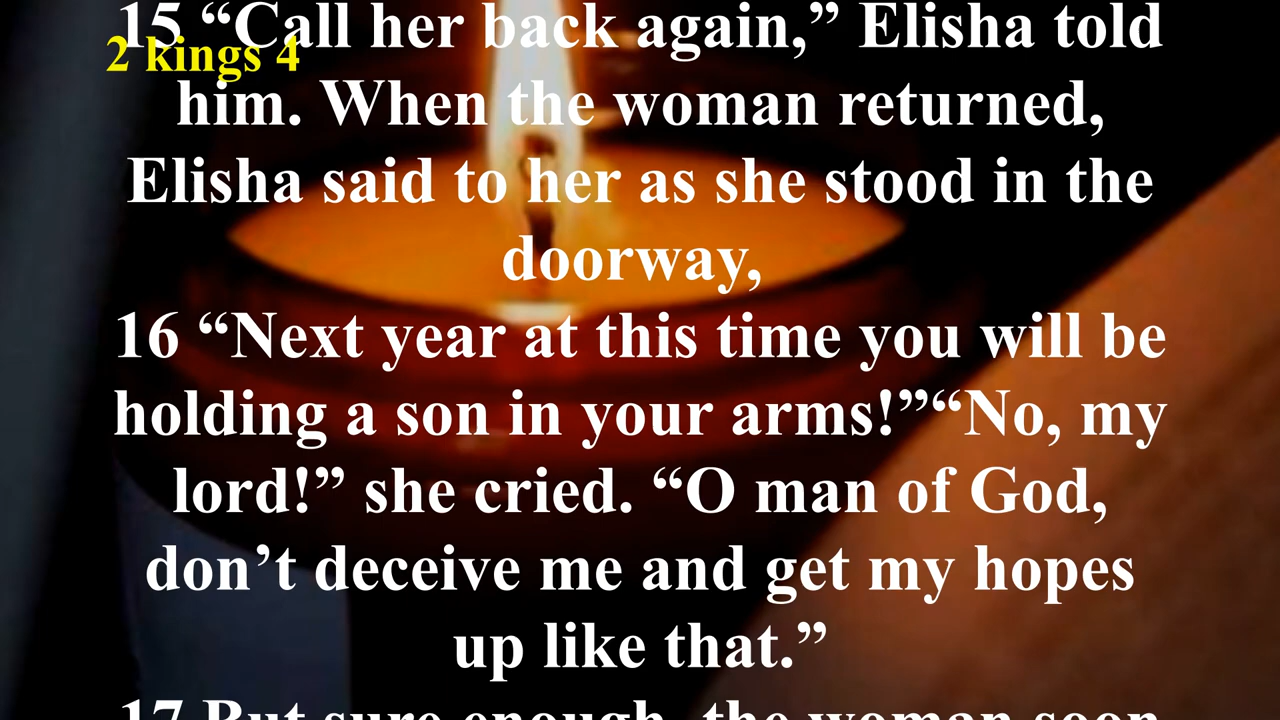 15 “Call her back again,” Elisha told
2 kings 4
him. When the woman returned,
Elisha said to her as she stood in the
doorway,
16 “Next year at this time you will be
holding a son in your arms!”“No, my
lord!” she cried. “O man of God,
don’t deceive me and get my hopes
up like that.”
17 But sure enough, the woman soon